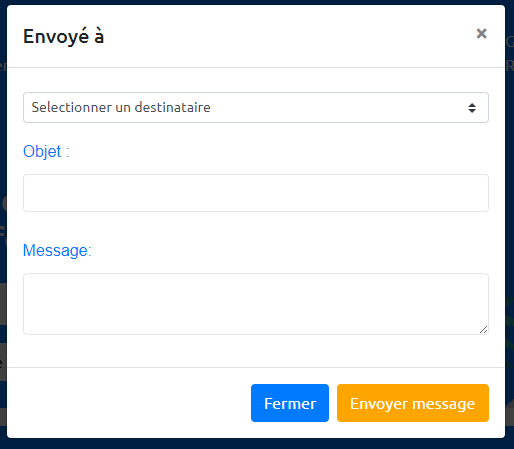 Envoyé à
×
Selectionner un destinataire
Objet :
Message:
Fermer
Envoyer message